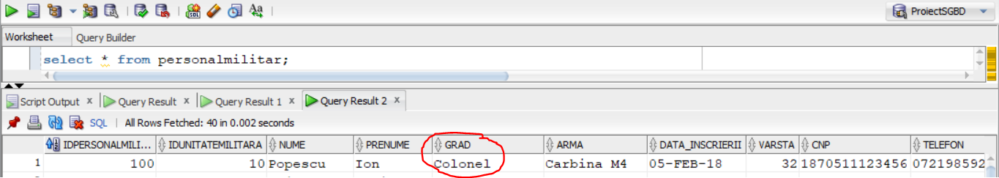 ProiectSGBD
Worksheet Query Builder
select * from personalmilitar;
Script Output x Query Result x Query Result 1 x Query Result 2 x
SQL | All Rows Fetched: 40 in 0.002 seconds
IDPERSONALMILI... IDUNITATEMILITARA NUME PRENUME GRAD ARMA DATA_INSCRIERII VARSTA CNP TELEFON
1 100 10 Popescu Ion Colonel Carbina M4 05-FEB-18 32 1870511123456 072198592